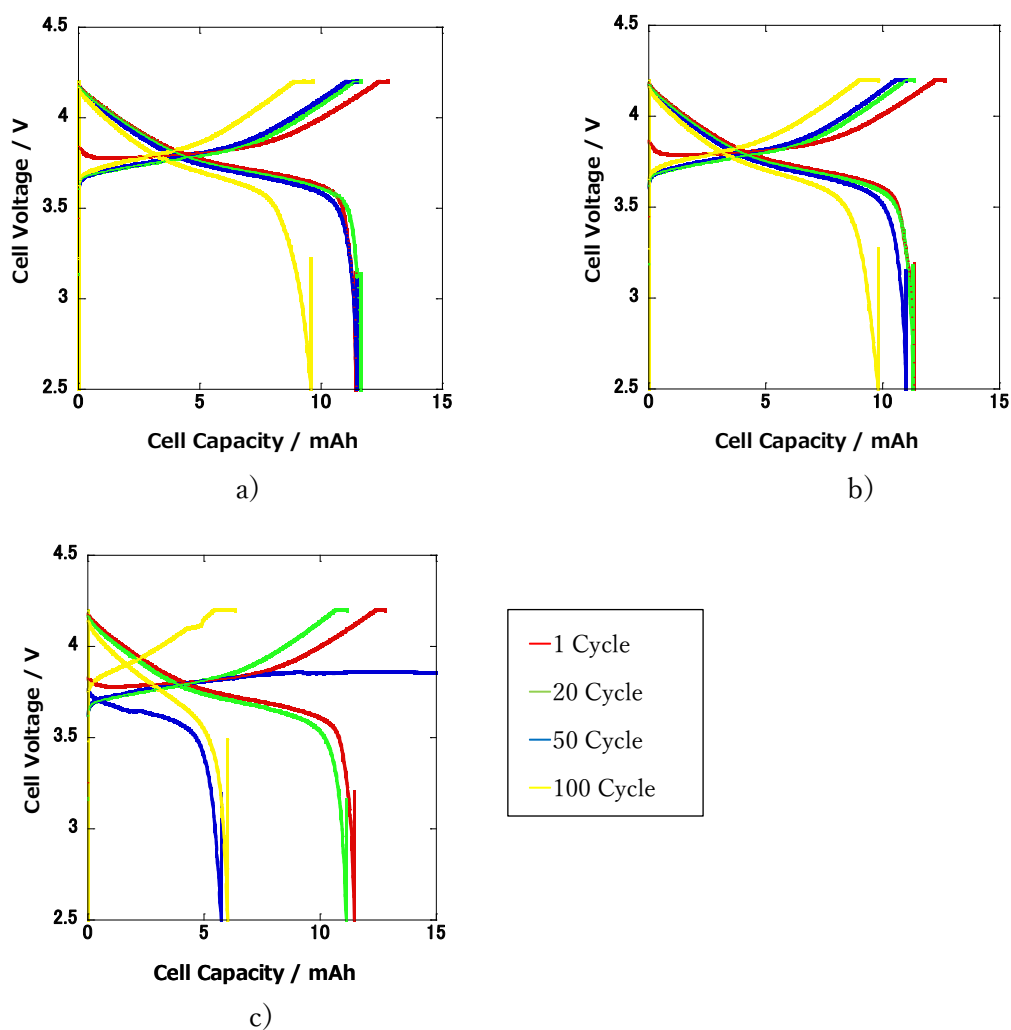 4.5
4
3.5
3
2.5
0
5
10
15
Cell Voltage / V
Cell Capacity / mAh
a)
4.5
4
3.5
3
2.5
0
5
10
15
Cell Voltage / V
Cell Capacity / mAh
b)
4.5
4
3.5
3
2.5
0
5
10
15
Cell Voltage / V
Cell Capacity / mAh
c)
1 Cycle
20 Cycle
50 Cycle
100 Cycle